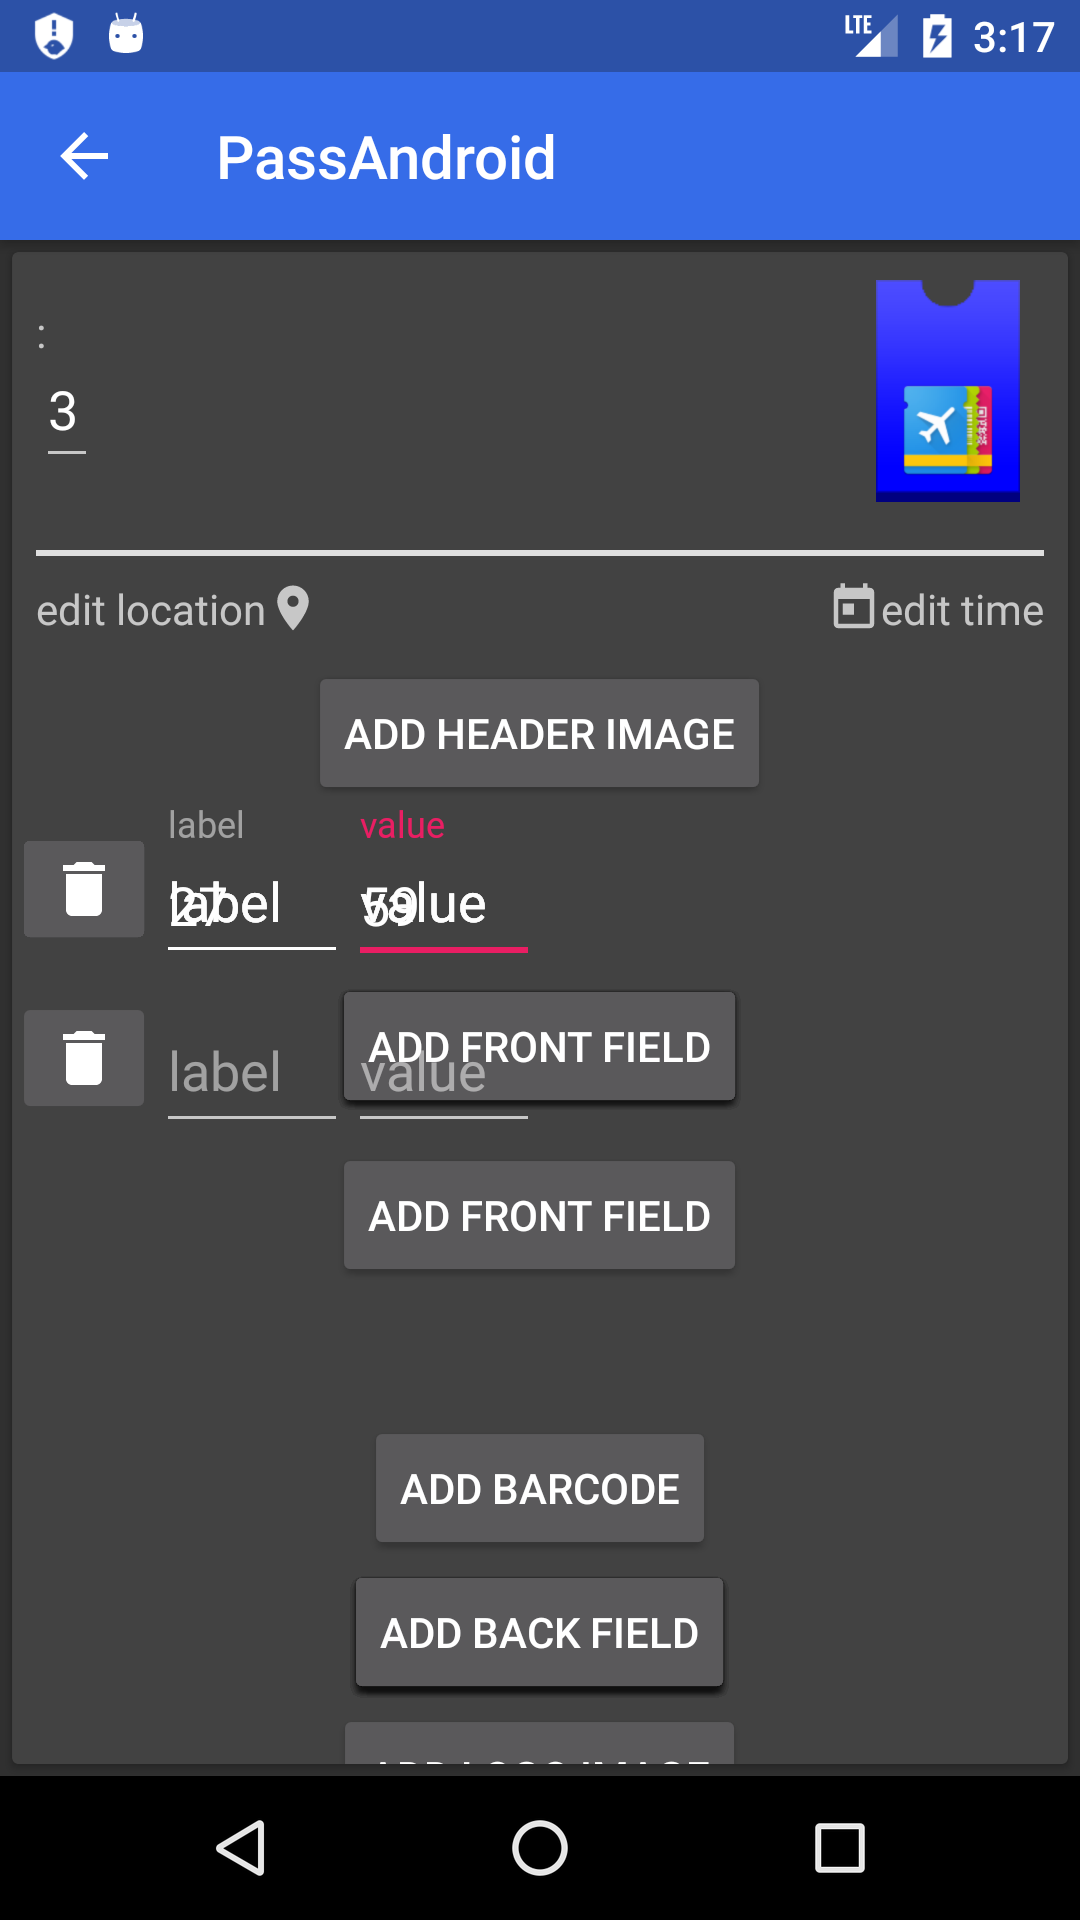 LTE 3:17
PassAndroid
:
3
edit location edit time
ADD HEADER IMAGE
label value
label value
27 59
ADD FRONT FIELD
label value
ADD FRONT FIELD
ADD BARCODE
ADD BACK FIELD